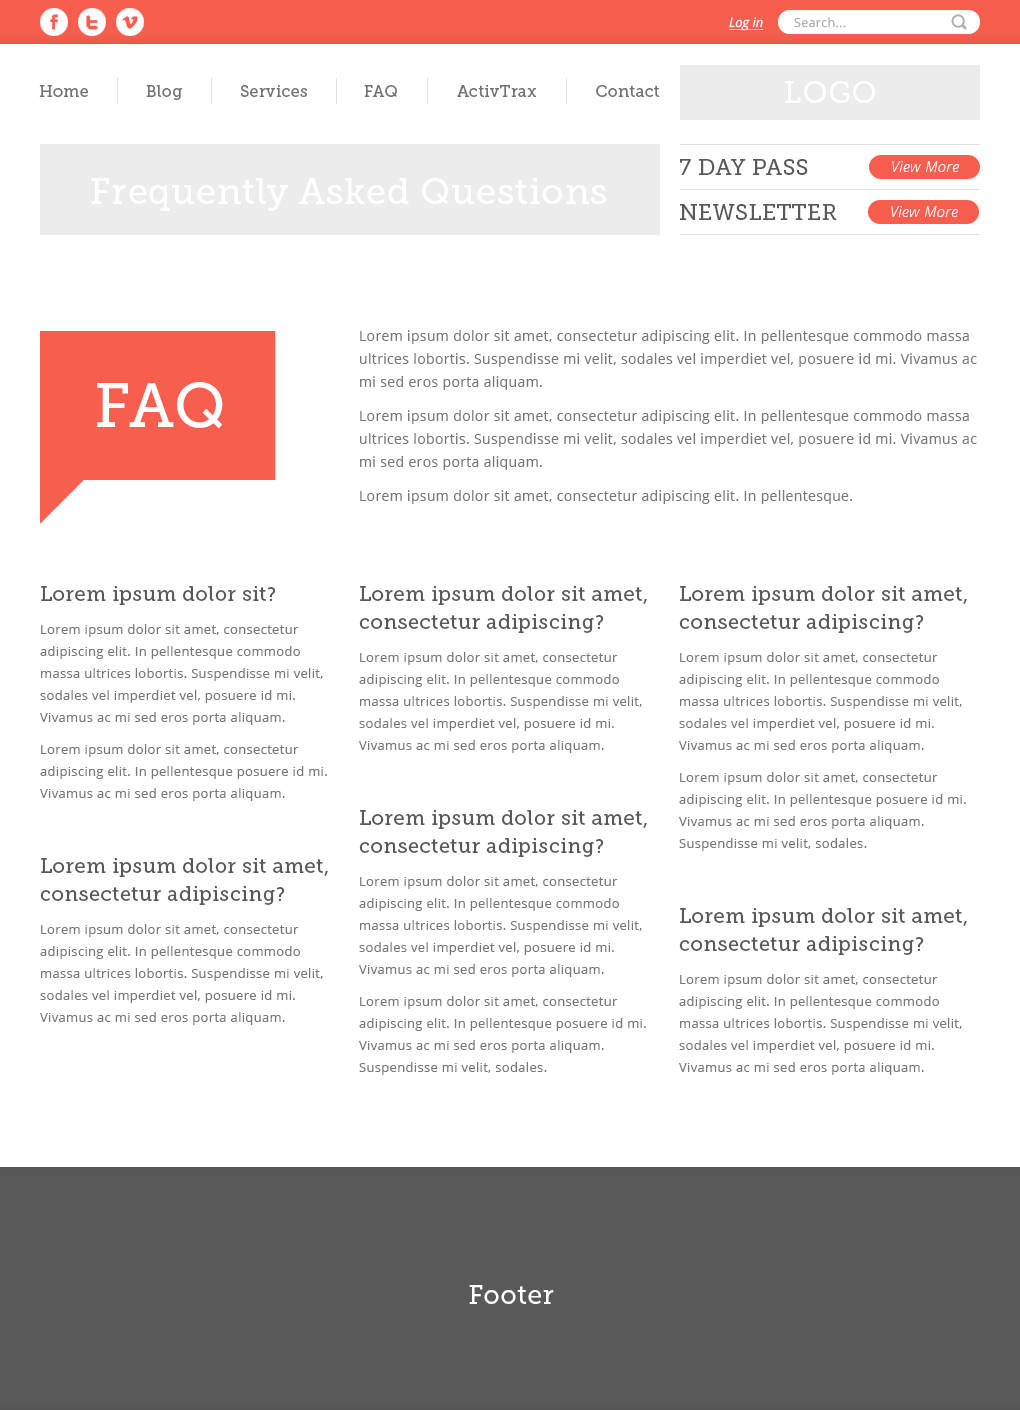 Log in
Search...
Home
Blog
Services
FAQ
ActivTrax
Contact
LOGO
Frequently Asked Questions
7 DAY PASS
View More
NEWSLETTER
View More
FAQ
Lorem ipsum dolor sit amet, consectetur adipiscing elit. In pellentesque commodo massa
ultrices lobortis. Suspendisse mi velit, sodales vel imperdiet vel, posuere id mi. Vivamus ac
mi sed eros porta aliquam.
Lorem ipsum dolor sit amet, consectetur adipiscing elit. In pellentesque commodo massa
ultrices lobortis. Suspendisse mi velit, sodales vel imperdiet vel, posuere id mi. Vivamus ac
mi sed eros porta aliquam.
Lorem ipsum dolor sit amet, consectetur adipiscing elit. In pellentesque.
Lorem ipsum dolor sit?
Lorem ipsum dolor sit amet, consectetur
adipiscing elit. In pellentesque commodo
massa ultrices lobortis. Suspendisse mi velit,
sodales vel imperdiet vel, posuere id mi.
Vivamus ac mi sed eros porta aliquam.
Lorem ipsum dolor sit amet, consectetur
adipiscing elit. In pellentesque posuere id mi.
Vivamus ac mi sed eros porta aliquam.
Lorem ipsum dolor sit amet,
consectetur adipiscing?
Lorem ipsum dolor sit amet, consectetur
adipiscing elit. In pellentesque commodo
massa ultrices lobortis. Suspendisse mi velit,
sodales vel imperdiet vel, posuere id mi.
Vivamus ac mi sed eros porta aliquam.
Lorem ipsum dolor sit amet,
consectetur adipiscing?
Lorem ipsum dolor sit amet, consectetur
adipiscing elit. In pellentesque commodo
massa ultrices lobortis. Suspendisse mi velit,
sodales vel imperdiet vel, posuere id mi.
Vivamus ac mi sed eros porta aliquam.
Lorem ipsum dolor sit amet,
consectetur adipiscing?
Lorem ipsum dolor sit amet, consectetur
adipiscing elit. In pellentesque commodo
massa ultrices lobortis. Suspendisse mi velit,
sodales vel imperdiet vel, posuere id mi.
Vivamus ac mi sed eros porta aliquam.
Lorem ipsum dolor sit amet, consectetur
adipiscing elit. In pellentesque posuere id mi.
Vivamus ac mi sed eros porta aliquam.
Suspendisse mi velit, sodales.
Lorem ipsum dolor sit amet,
consectetur adipiscing?
Lorem ipsum dolor sit amet, consectetur
adipiscing elit. In pellentesque commodo
massa ultrices lobortis. Suspendisse mi velit,
sodales vel imperdiet vel, posuere id mi.
Vivamus ac mi sed eros porta aliquam.
Lorem ipsum dolor sit amet, consectetur
adipiscing elit. In pellentesque posuere id mi.
Vivamus ac mi sed eros porta aliquam.
Suspendisse mi velit, sodales.
Lorem ipsum dolor sit amet,
consectetur adipiscing?
Lorem ipsum dolor sit amet, consectetur
adipiscing elit. In pellentesque commodo
massa ultrices lobortis. Suspendisse mi velit,
sodales vel imperdiet vel, posuere id mi.
Vivamus ac mi sed eros porta aliquam.
Footer